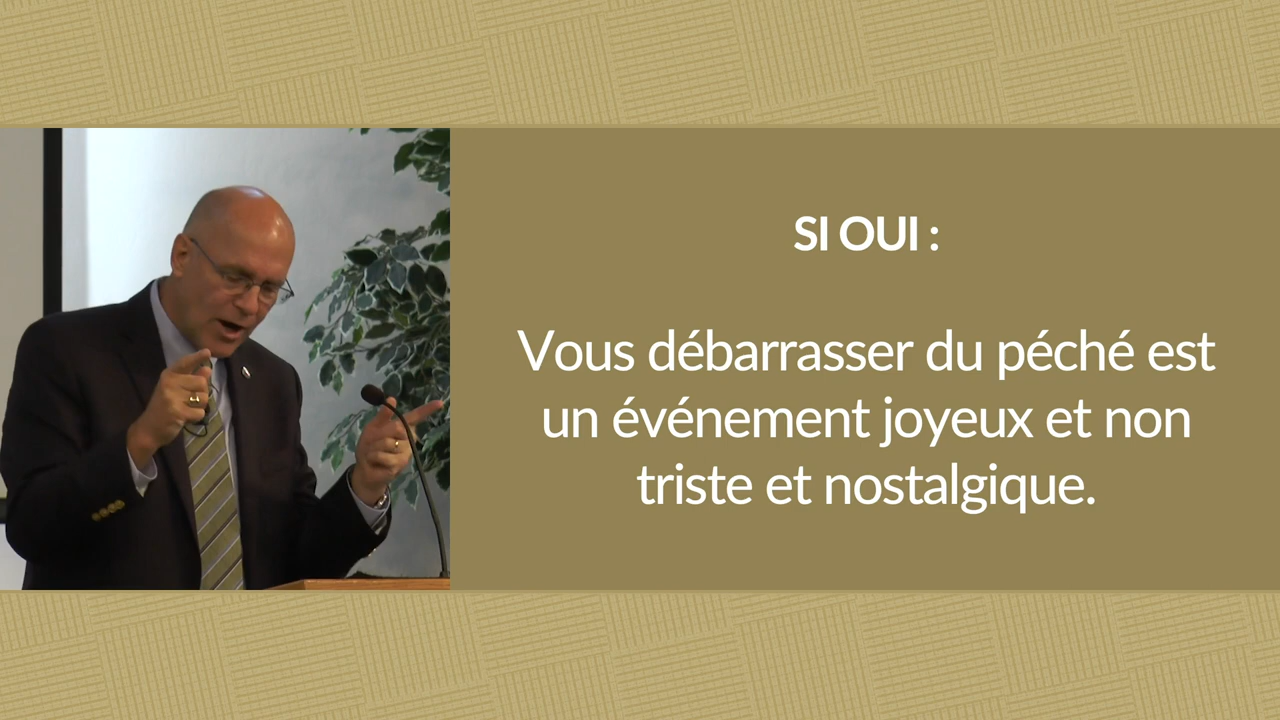 SI OUI :
Vous débarrasser du péché est
un événement joyeux et non
triste et nostalgique.